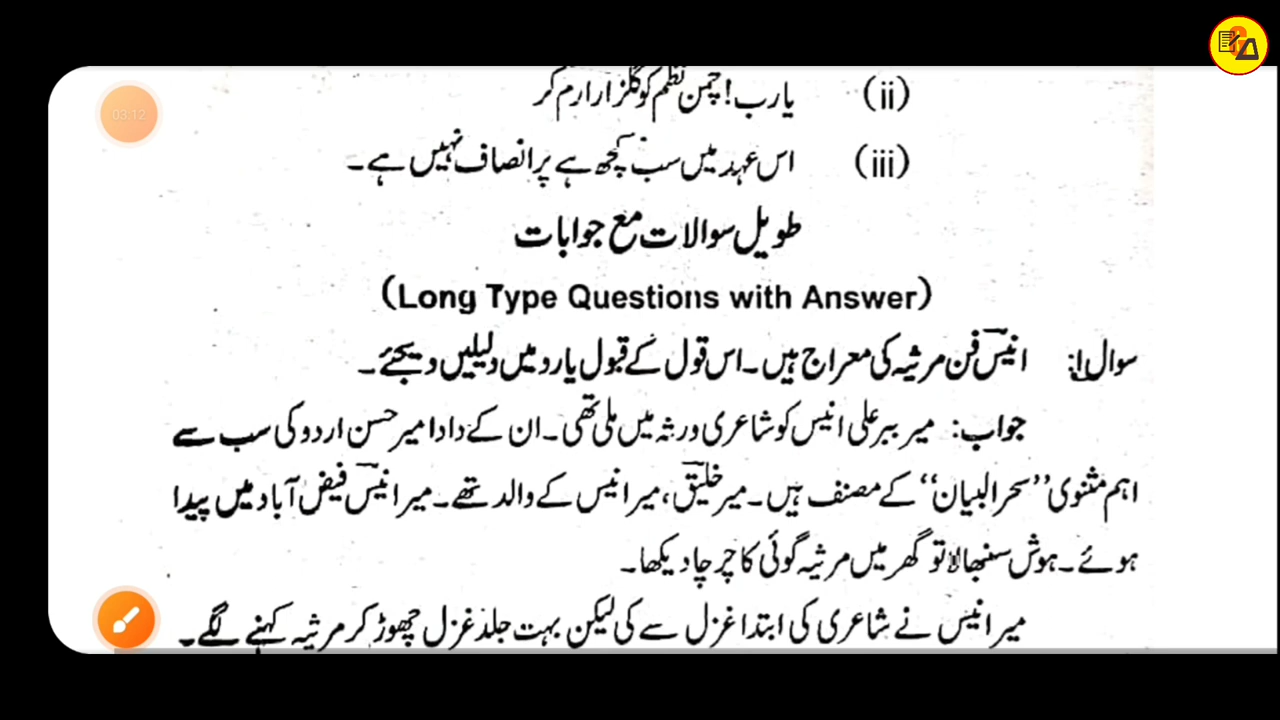 (ii) یارب! چمن نظم کو گلزار ارم کر
(iii) اس عہد میں سب کچھ ہے پر انصاف نہیں ہے۔
طویل سوالات مع جوابات
(Long Type Questions with Answer)
سوال 1: انیسؔ فن مرثیہ کی معراج ہیں۔ اس قول کے قبول یا رد میں دلیلیں دیجئے۔
جواب: میر ببر علی انیس کو شاعری ورثہ میں ملی تھی۔ ان کے دادا میر حسن اردو کی سب سے
اہم مثنوی ’’سحر البیان‘‘ کے مصنف ہیں۔ میر خلیقؔ، میر انیس کے والد تھے۔ میر انیسؔ فیض آباد میں پیدا
ہوئے۔ ہوش سنبھالا تو گھر میں مرثیہ گوئی کا چرچا دیکھا۔
میر انیسؔ نے شاعری کی ابتدا غزل سے کی لیکن بہت جلد غزل چھوڑ کر مرثیہ کہنے لگے۔
03:12